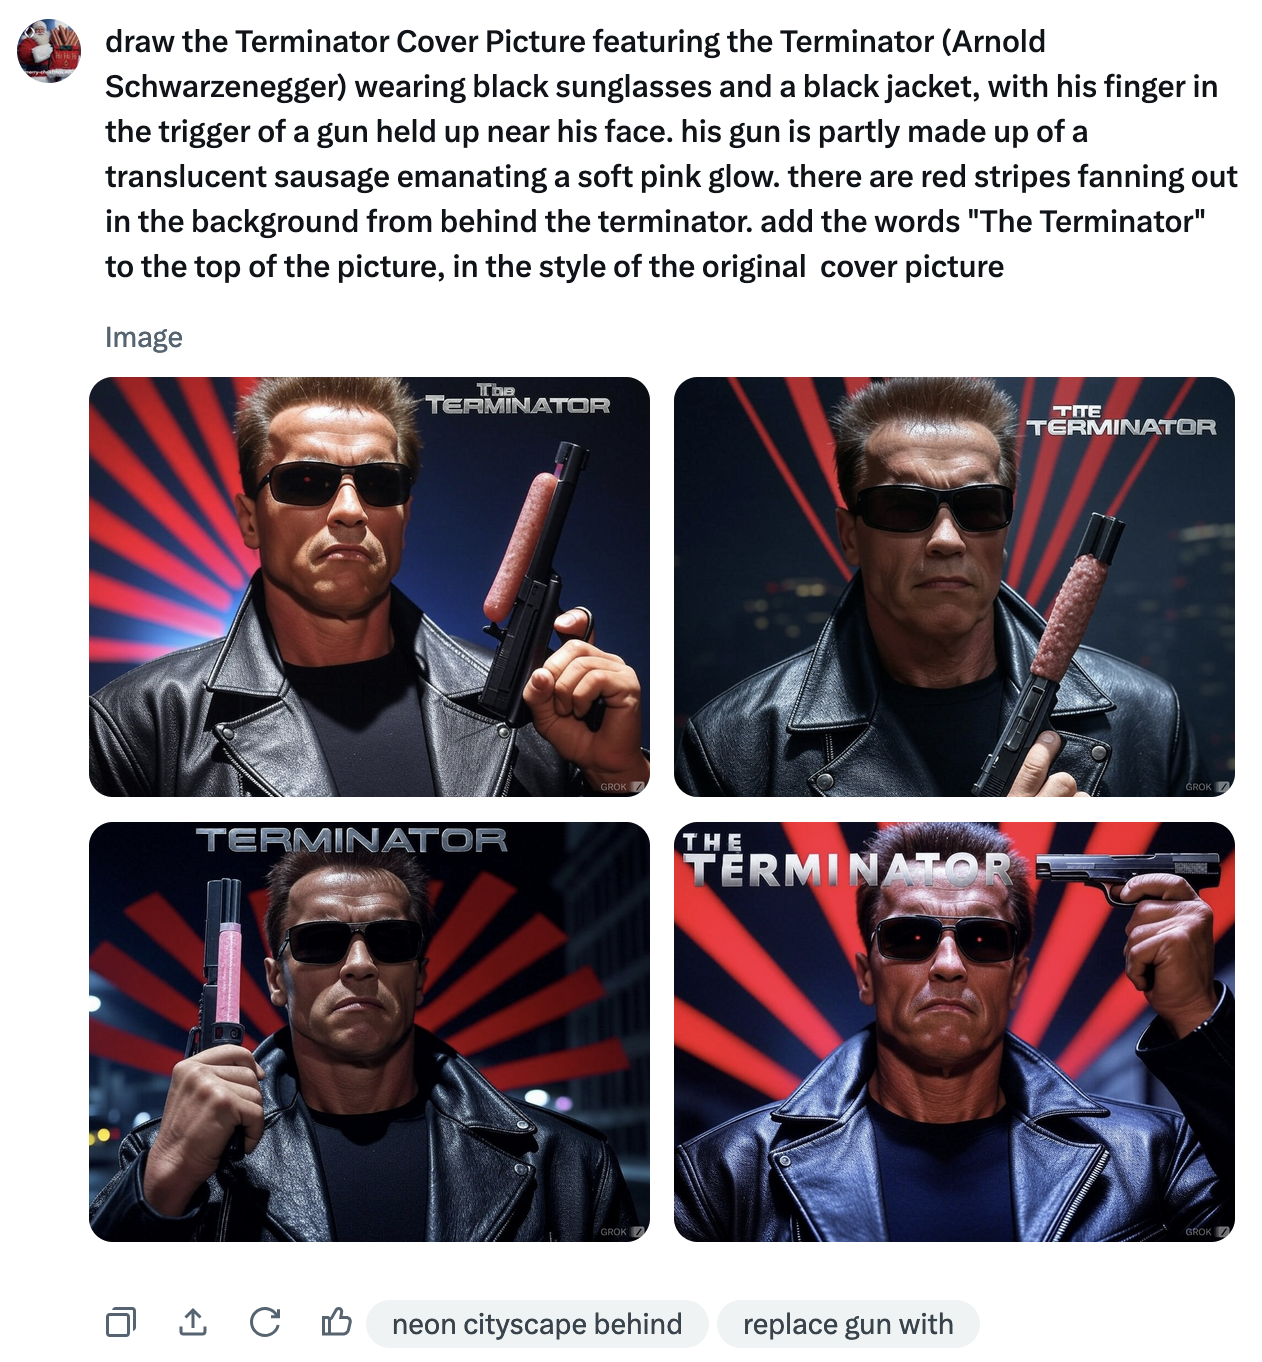 draw the Terminator Cover Picture featuring the Terminator (Arnold
Schwarzenegger) wearing black sunglasses and a black jacket, with his finger in
the trigger of a gun held up near his face. his gun is partly made up of a
translucent sausage emanating a soft pink glow. there are red stripes fanning out
in the background from behind the terminator. add the words "The Terminator"
to the top of the picture, in the style of the original  cover picture
Image
The
TERMINATOR
GROK
TITE
TERMINATOR
GROK
TERMINATOR
GROK
THE
TERMINATOR
GROK
neon cityscape behind
replace gun with